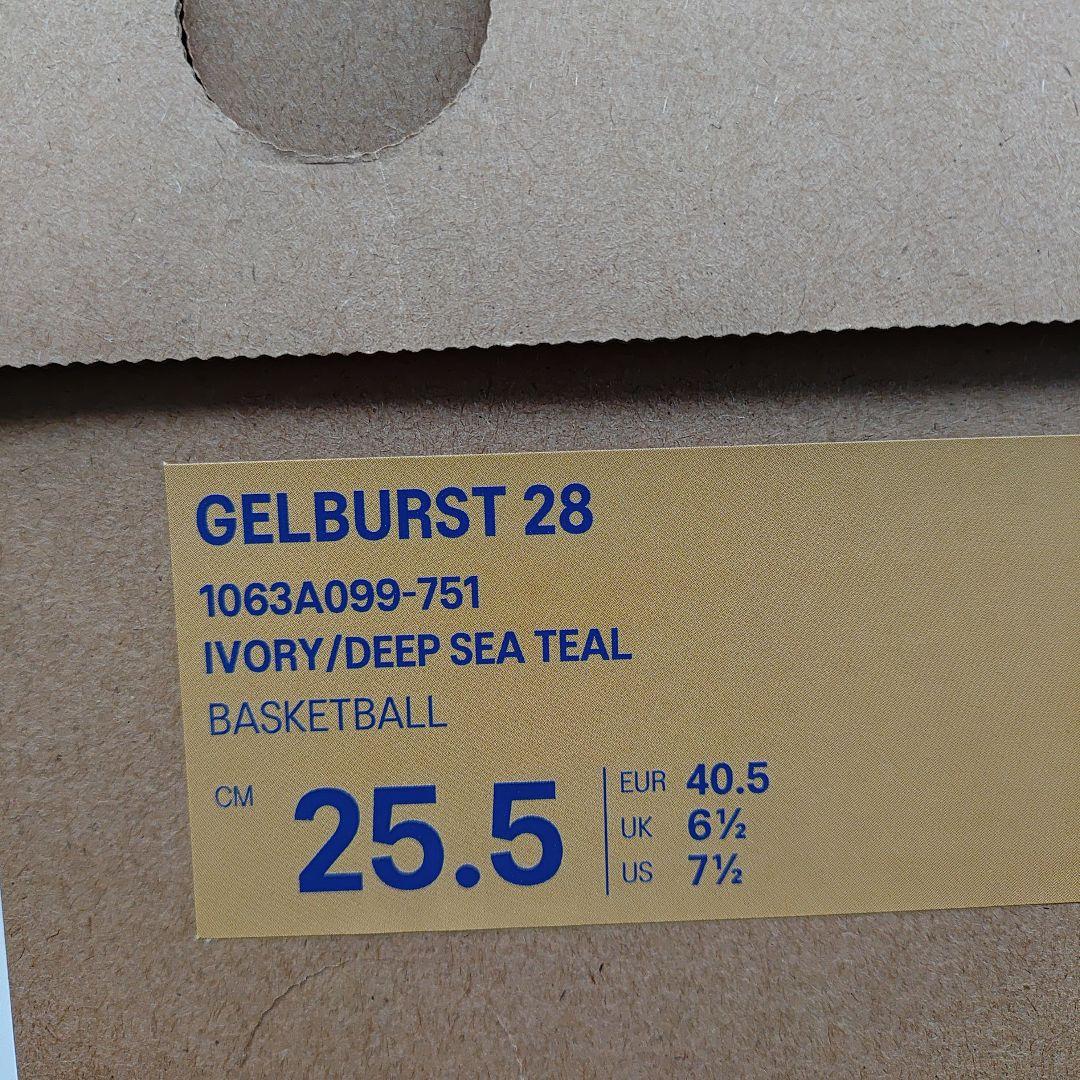 GELBURST 28
1063A099-751
IVORY/DEEP SEA TEAL
BASKETBALL
CM 25.5
EUR 40.5
UK 6½
US 7½